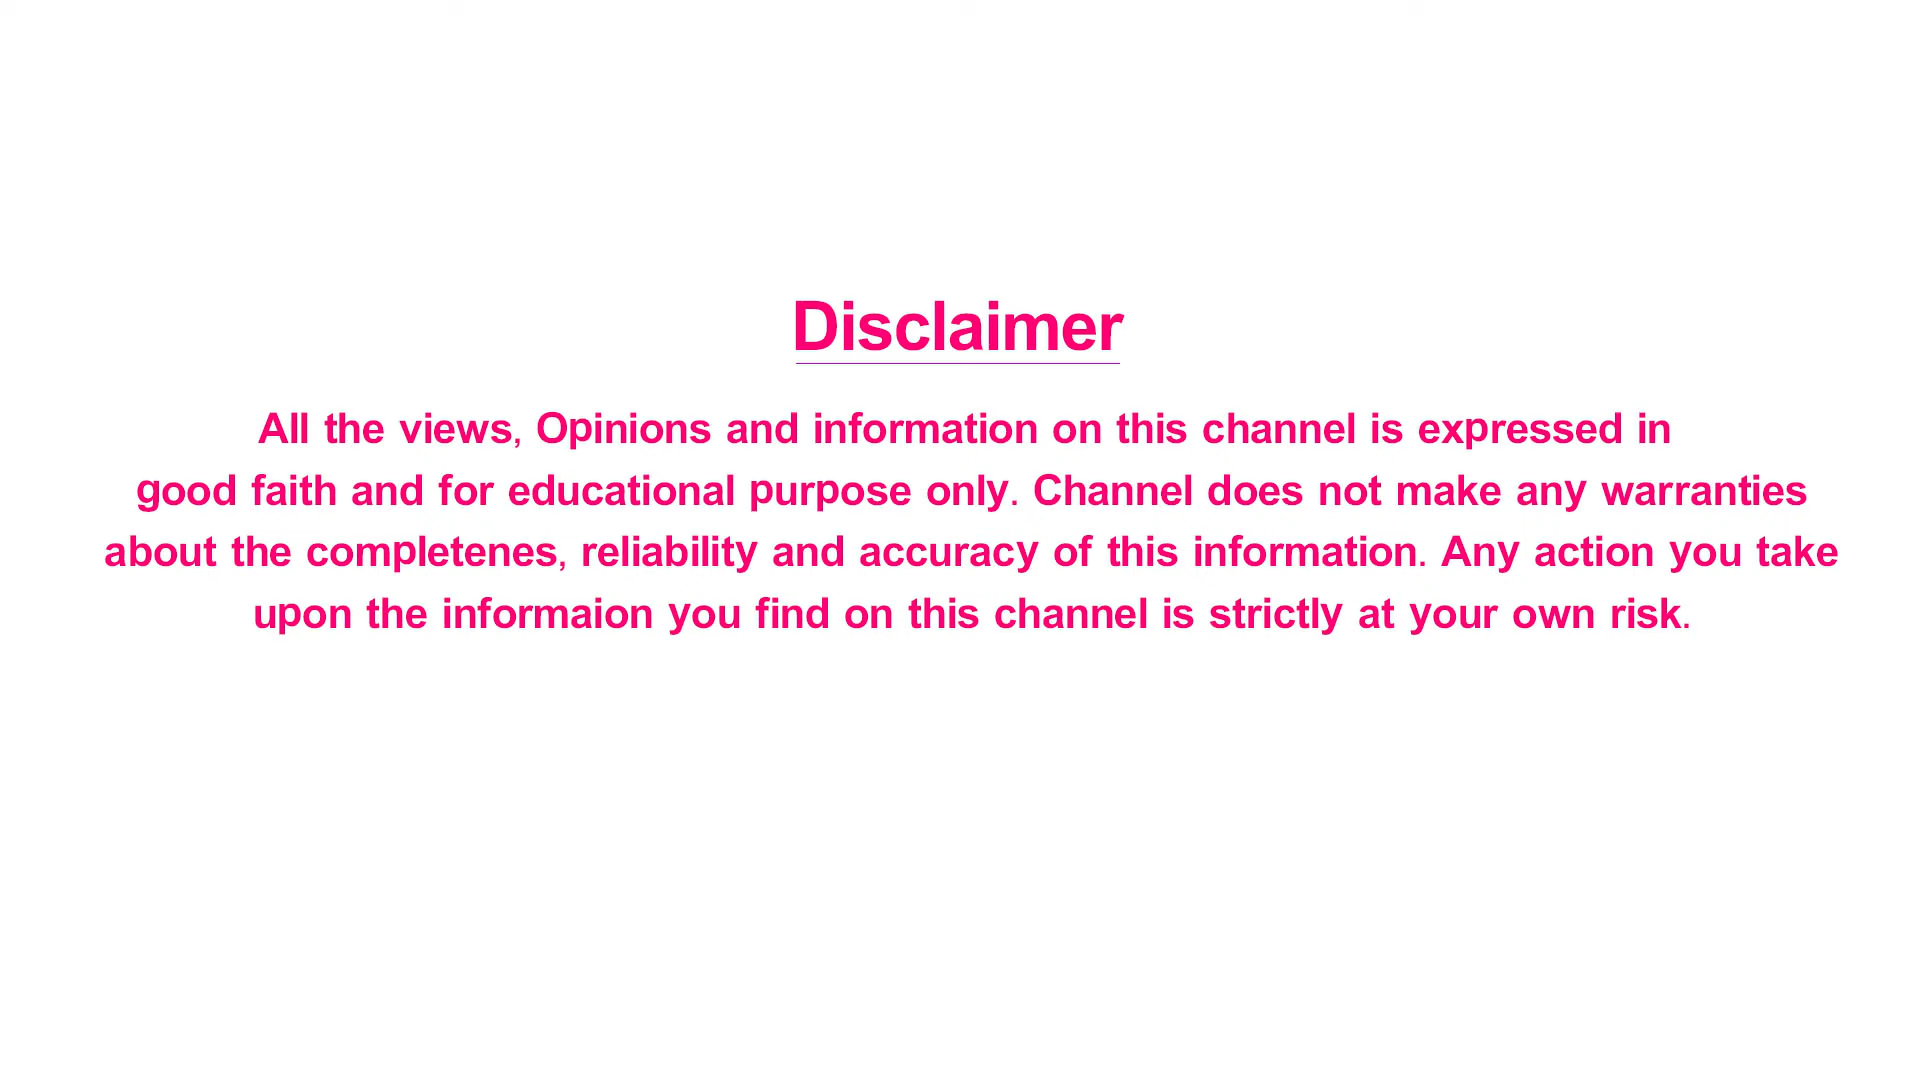 Disclaimer
All the views, Opinions and information on this channel is expressed in
good faith and for educational purpose only. Channel does not make any warranties
about the completenes, reliability and accuracy of this information. Any action you take
upon the informaion you find on this channel is strictly at your own risk.